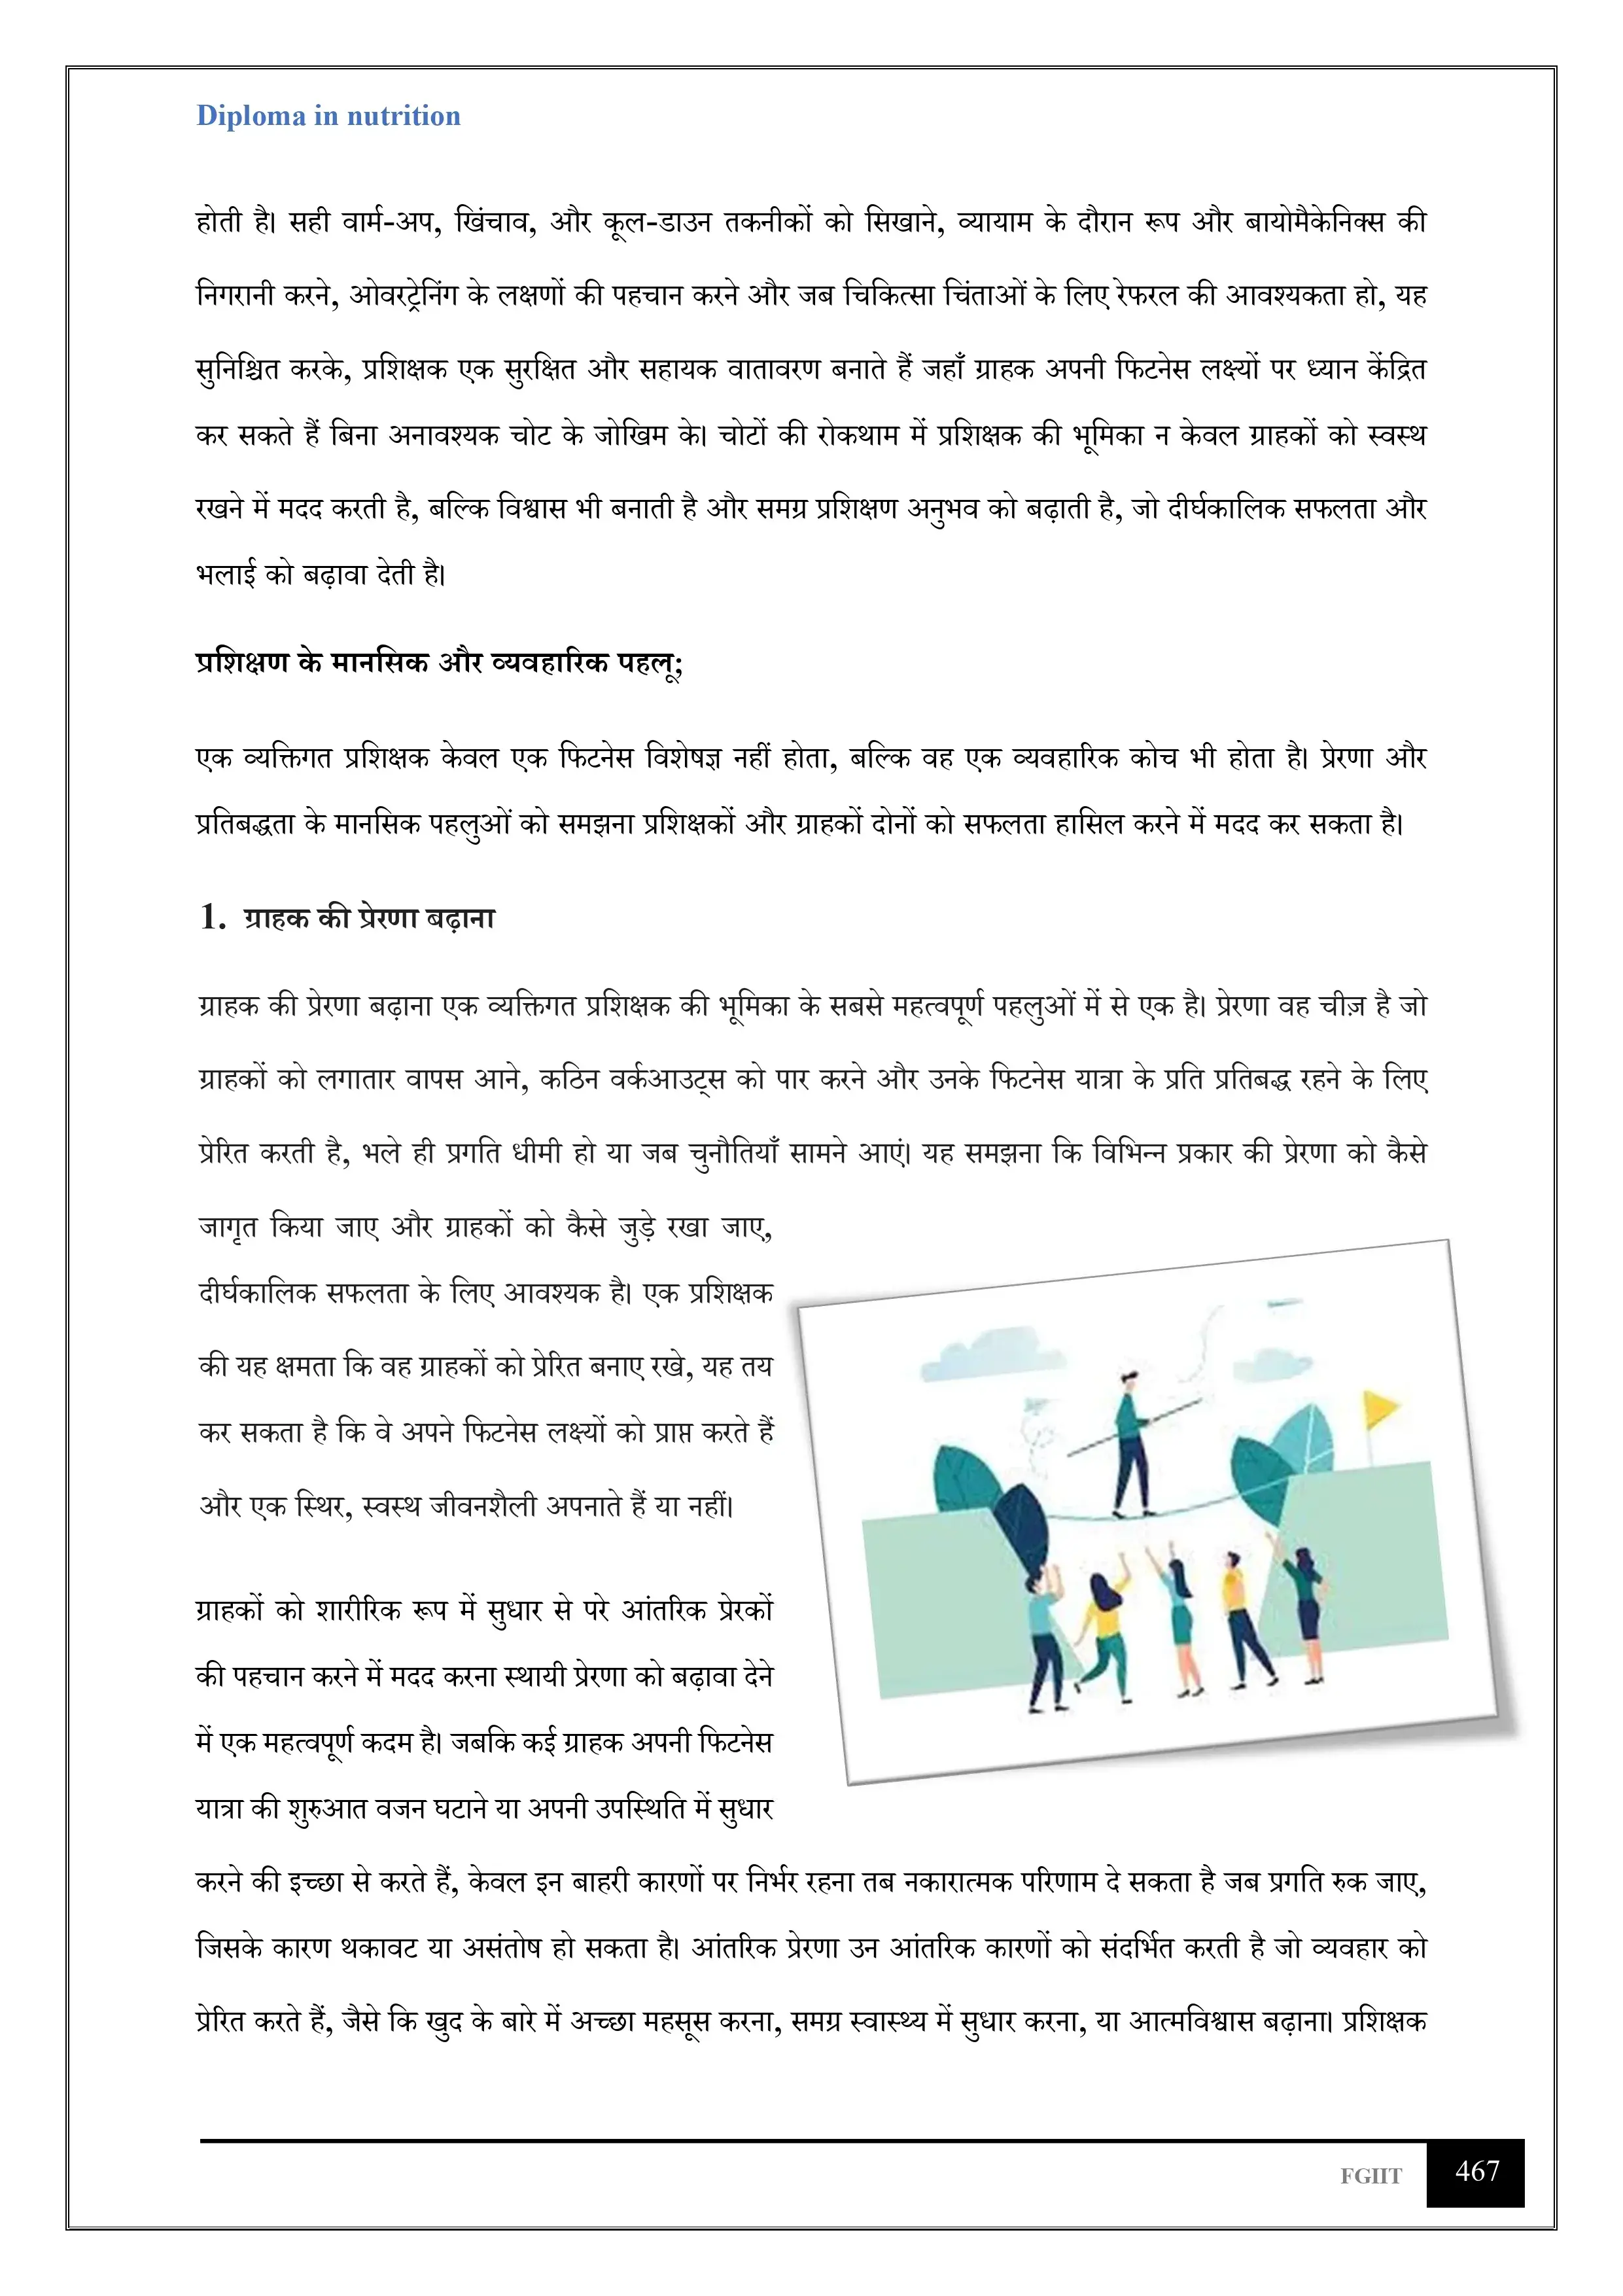 Diploma in nutrition
होती है। सही वार्म-अप, खिंचाव, और कूल-डाउन तकनीकों को सिखाने, व्यायाम के दौरान रूप और बायोमैकेनिक्स की
निगरानी करने, ओवरट्रेनिंग के लक्षणों की पहचान करने और जब चिकित्सा चिंताओं के लिए रेफरल की आवश्यकता हो, यह
सुनिश्चित करके, प्रशिक्षक एक सुरक्षित और सहायक वातावरण बनाते हैं जहाँ ग्राहक अपनी फिटनेस लक्ष्यों पर ध्यान केंद्रित
कर सकते हैं बिना अनावश्यक चोट के जोखिम के। चोटों की रोकथाम में प्रशिक्षक की भूमिका न केवल ग्राहकों को स्वस्थ
रखने में मदद करती है, बल्कि विश्वास भी बनाती है और समग्र प्रशिक्षण अनुभव को बढ़ाती है, जो दीर्घकालिक सफलता और
भलाई को बढ़ावा देती है।
प्रशिक्षण के मानसिक और व्यवहारिक पहलू;
एक व्यक्तिगत प्रशिक्षक केवल एक फिटनेस विशेषज्ञ नहीं होता, बल्कि वह एक व्यवहारिक कोच भी होता है। प्रेरणा और
प्रतिबद्धता के मानसिक पहलुओं को समझना प्रशिक्षकों और ग्राहकों दोनों को सफलता हासिल करने में मदद कर सकता है।
1. ग्राहक की प्रेरणा बढ़ाना
ग्राहक की प्रेरणा बढ़ाना एक व्यक्तिगत प्रशिक्षक की भूमिका के सबसे महत्वपूर्ण पहलुओं में से एक है। प्रेरणा वह चीज़ है जो
ग्राहकों को लगातार वापस आने, कठिन वर्कआउट्स को पार करने और उनके फिटनेस यात्रा के प्रति प्रतिबद्ध रहने के लिए
प्रेरित करती है, भले ही प्रगति धीमी हो या जब चुनौतियाँ सामने आएं। यह समझना कि विभिन्न प्रकार की प्रेरणा को कैसे
जागृत किया जाए और ग्राहकों को कैसे जुड़े रखा जाए,
दीर्घकालिक सफलता के लिए आवश्यक है। एक प्रशिक्षक
की यह क्षमता कि वह ग्राहकों को प्रेरित बनाए रखे, यह तय
कर सकता है कि वे अपने फिटनेस लक्ष्यों को प्राप्त करते हैं
और एक स्थिर, स्वस्थ जीवनशैली अपनाते हैं या नहीं।
ग्राहकों को शारीरिक रूप में सुधार से परे आंतरिक प्रेरकों
की पहचान करने में मदद करना स्थायी प्रेरणा को बढ़ावा देने
में एक महत्वपूर्ण कदम है। जबकि कई ग्राहक अपनी फिटनेस
यात्रा की शुरुआत वजन घटाने या अपनी उपस्थिति में सुधार
करने की इच्छा से करते हैं, केवल इन बाहरी कारणों पर निर्भर रहना तब नकारात्मक परिणाम दे सकता है जब प्रगति रुक जाए,
जिसके कारण थकावट या असंतोष हो सकता है। आंतरिक प्रेरणा उन आंतरिक कारणों को संदर्भित करती है जो व्यवहार को
प्रेरित करते हैं, जैसे कि खुद के बारे में अच्छा महसूस करना, समग्र स्वास्थ्य में सुधार करना, या आत्मविश्वास बढ़ाना। प्रशिक्षक
FGIIT 467